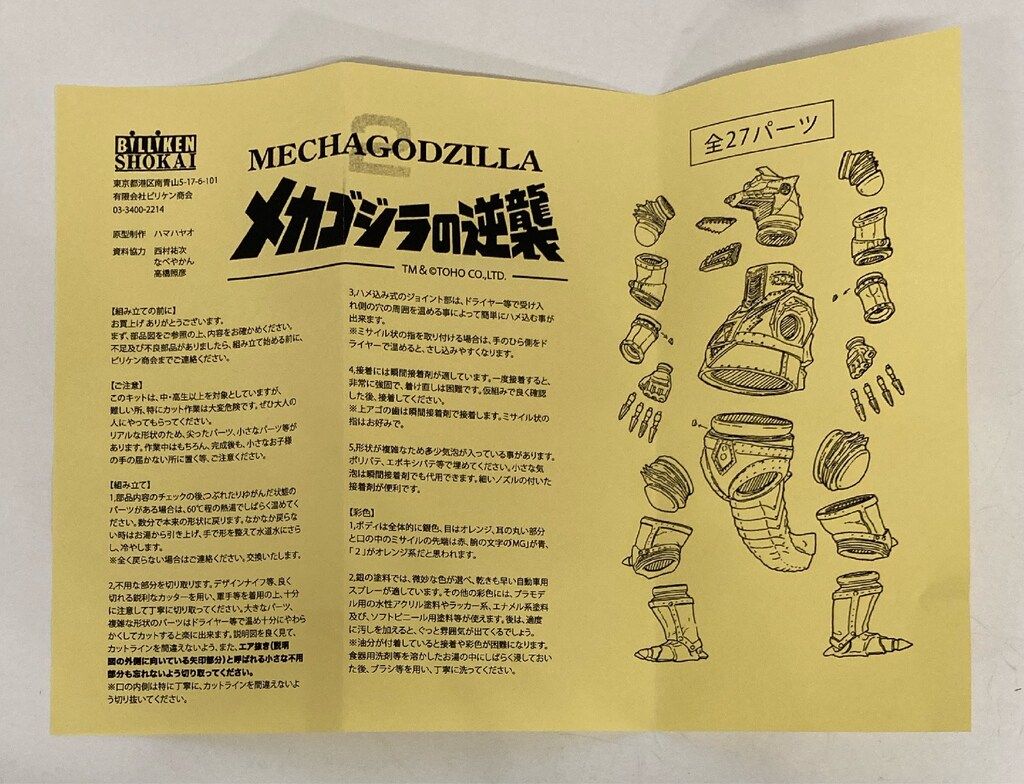 BILLIKEN
SHOKAI
東京都港区南青山5-17-6-101
有限会社ビリケン商会
03-3400-2214
原型制作 ハマハヤオ
資料協力 西村祐次
なべやかん
高橋照彦
2
MECHAGODZILLA
メカゴジラの逆襲
TM & ©TOHO CO.,LTD.
【組み立ての前に】
お買上げありがとうございます。
まず、部品図をご参照の上、内容をお確かめください。
不足及び不良部品がありましたら、組み立て始める前に、
ビリケン商会までご連絡ください。
【ご注意】
このキットは、中・高生以上を対象としていますが、
難しい所、特にカット作業は大変危険です。ぜひ大人の
人にやってもらってください。
リアルな形状のため、尖ったパーツ、小さなパーツ等が
あります。作業中はもちろん、完成後も、小さなお子様
の手の届かない所に置く等、ご注意ください。
【組み立て】
1,部品内容のチェックの後、つぶれたりゆがんだ状態の
パーツがある場合は、60℃程の熱湯でしばらく温めてく
ださい。数分で本来の形状に戻ります。なかなか戻らな
い時はお湯から引き上げ、手で形を整えて水道水にさら
し、冷やします。
※全く戻らない場合はご連絡ください。交換いたします。
2,不用な部分を切り取ります。デザインナイフ等、良く
切れる鋭利なカッターを用い、軍手等を着用の上、十分
に注意して丁寧に切り取ってください。大きなパーツ、
複雑な形状のパーツはドライヤー等で温め十分にやわら
かくしてカットすると楽に出来ます。説明図を良く見て、
カットラインを間違えないよう、また、エア抜き(説明
図の外側に向いている矢印部分)と呼ばれる小さな不用
部分も忘れないよう切り取ってください。
※口の内側は特に丁寧に、カットラインを間違えないよ
う切り抜いてください。
3,ハメ込み式のジョイント部は、ドライヤー等で受け入
れ側の穴の周囲を温める事によって簡単にハメ込む事が
出来ます。
※ミサイル状の指を取り付ける場合は、手のひら側をド
ライヤーで温めると、さし込みやすくなります。
4,接着には瞬間接着剤が適しています。一度接着すると、
非常に強固で、着け直しは困難です。仮組みで良く確認
した後、接着してください。
※上アゴの歯は瞬間接着剤で接着します。ミサイル状の
指はお好みで。
5,形状が複雑なため多少気泡が入っている事があります。
ポリパテ、エポキシパテ等で埋めてください。小さな気
泡は瞬間接着剤でも代用できます。細いノズルの付いた
接着剤が便利です。
【彩色】
1,ボディは全体的に銀色、目はオレンジ、耳の丸い部分
と口の中のミサイルの先端は赤、腕の文字の「MG」が青、
「2」がオレンジ系だと思われます。
2,銀の塗料では、微妙な色が選べ、乾きも早い自動車用
スプレーが適しています。その他の彩色には、プラモデ
ル用の水性アクリル塗料やラッカー系、エナメル系塗料
及び、ソフトビニール用塗料等が使えます。後は、適度
に汚しを加えると、ぐっと雰囲気が出てくるでしょう。
※油分が付着していると接着や彩色が困難になります。
食器用洗剤等を溶かしたお湯の中にしばらく浸しておい
た後、ブラシ等を用い、丁寧に洗ってください。
全27パーツ